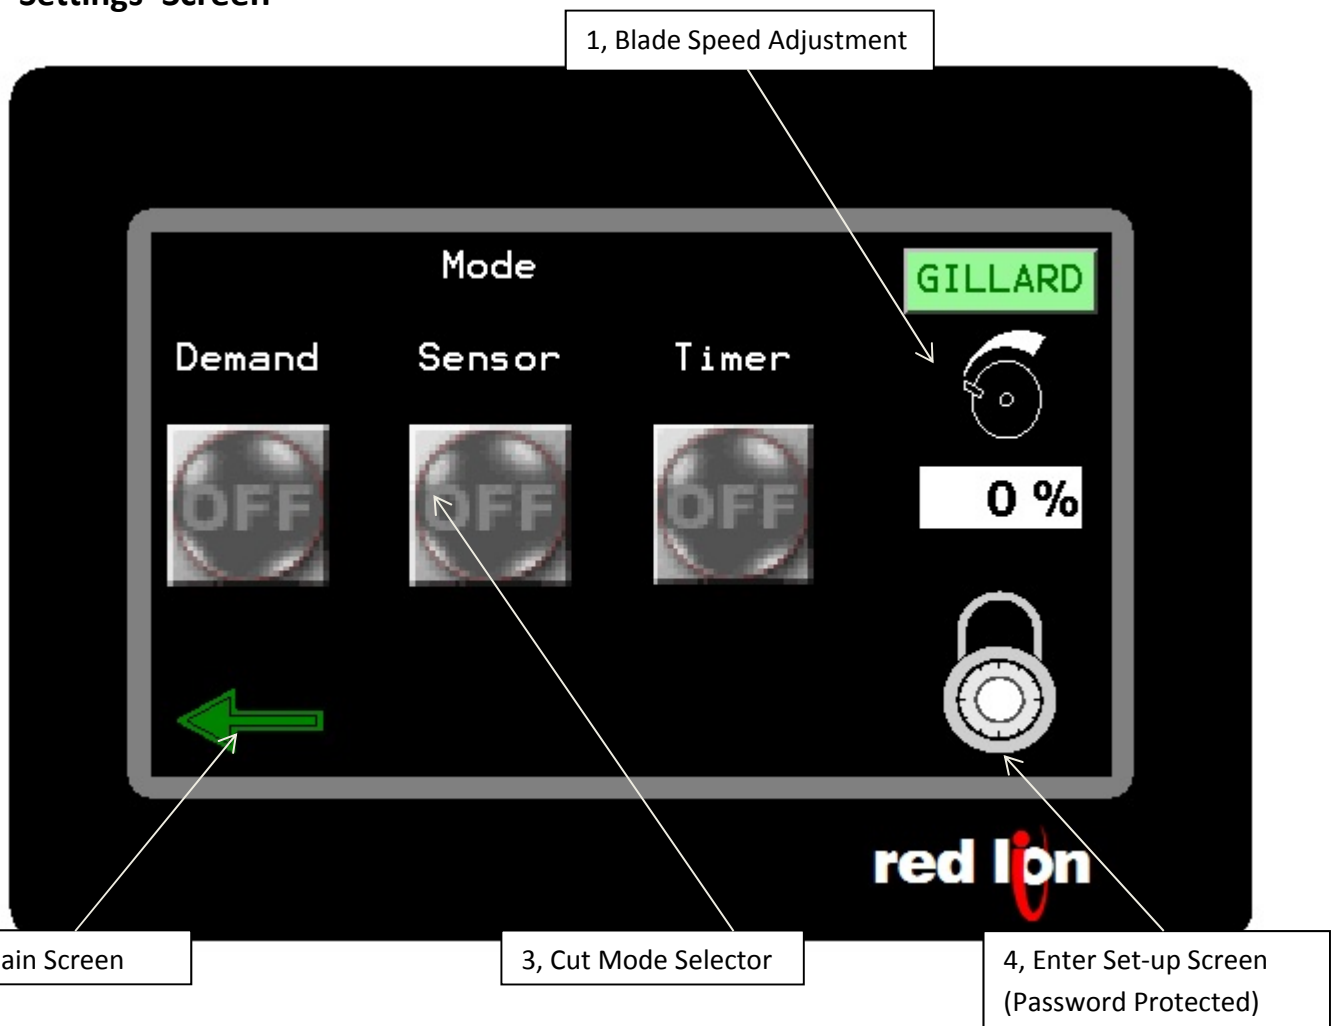 Settings Screen
1, Blade Speed Adjustment
Mode
GILLARD
Demand
Sensor
Timer
OFF
OFF
OFF
0 %
red lion
ain Screen
3, Cut Mode Selector
4, Enter Set-up Screen
(Password Protected)